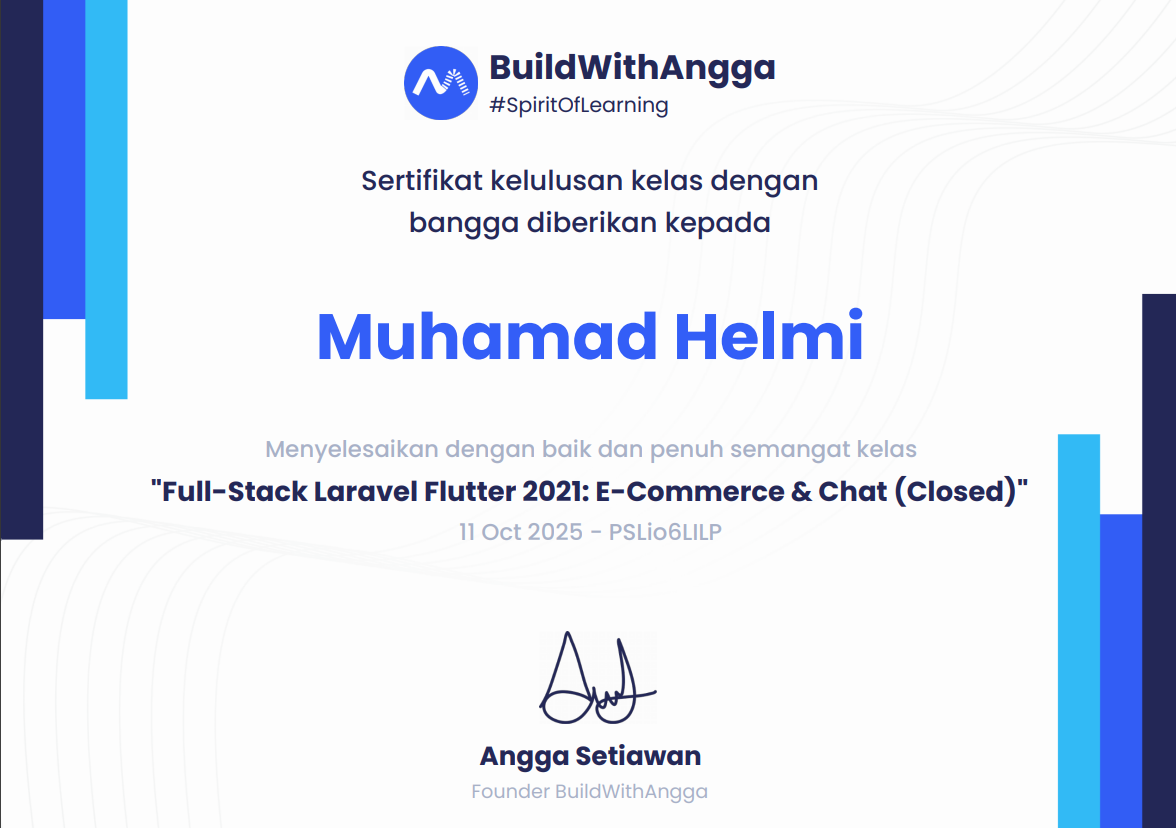 BuildWithAngga
#SpiritOfLearning
Sertifikat kelulusan kelas dengan
bangga diberikan kepada
Muhamad Helmi
Menyelesaikan dengan baik dan penuh semangat kelas
"Full-Stack Laravel Flutter 2021: E-Commerce & Chat (Closed)"
11 Oct 2025 - PSLio6LILP
Angga Setiawan
Founder BuildWithAngga